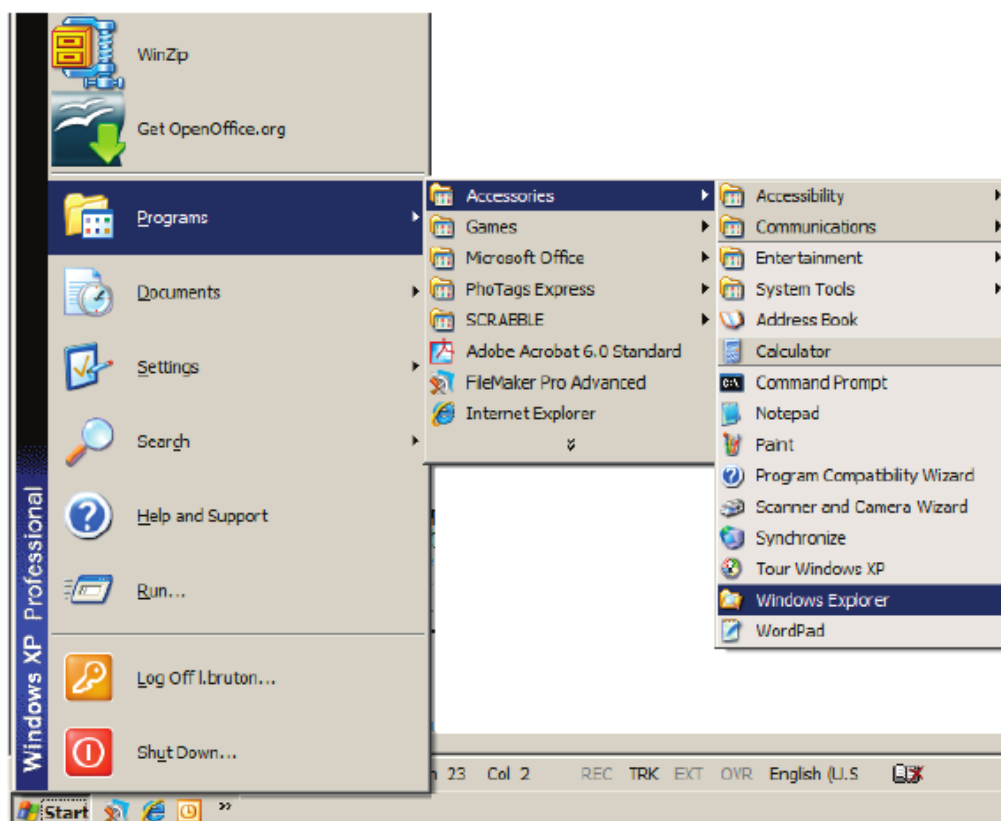 WinZip
Get OpenOffice.org
Programs
Documents
Settings
Search
Help and Support
Run...
Log Off l.bruton...
Shut Down...
Windows XP Professional
Accessories
Games
Microsoft Office
PhoTags Express
SCRABBLE
Adobe Acrobat 6.0 Standard
FileMaker Pro Advanced
Internet Explorer
Accessibility
Communications
Entertainment
System Tools
Address Book
Calculator
Command Prompt
Notepad
Paint
Program Compatibility Wizard
Scanner and Camera Wizard
Synchronize
Tour Windows XP
Windows Explorer
WordPad
23 Col 2 REC TRK EXT OVR English (U.S
Start